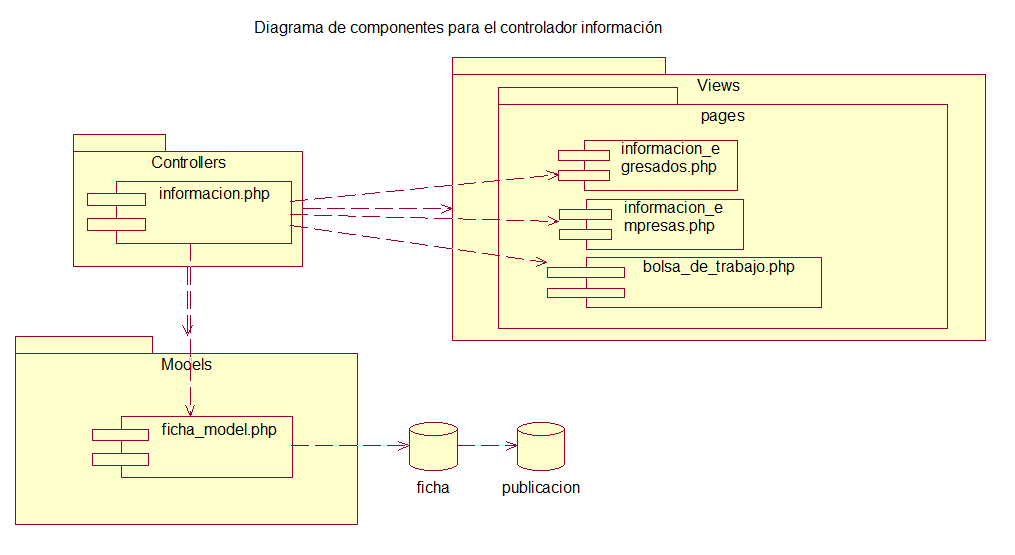 Diagrama de componentes para el controlador información
Views
pages
informacion_e
gresados.php
informacion_e
mpresas.php
bolsa_de_trabajo.php
Controllers
informacion.php
Models
ficha_model.php
ficha
publicacion